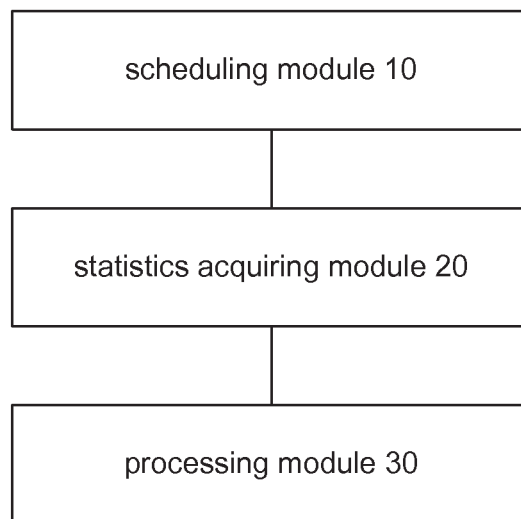 scheduling module 10
statistics acquiring module 20
processing module 30